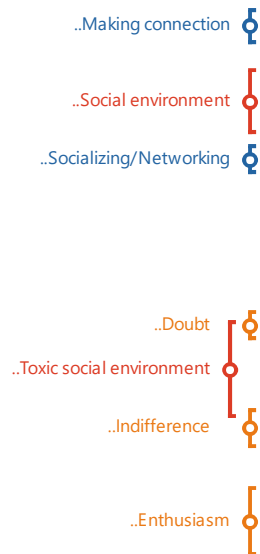 ..Making connection
..Social environment
..Socializing/Networking
..Doubt
..Toxic social environment
..Indifference
..Enthusiasm